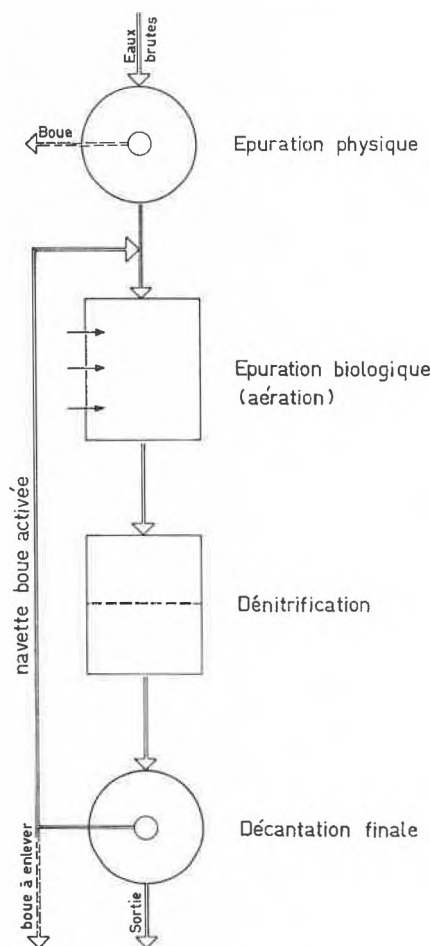 Eaux
brutes
Boue
Epuration physique
Epuration biologique
(aération)
navette boue activée
Dénitrification
Décantation finale
boue à enlever
Sortie